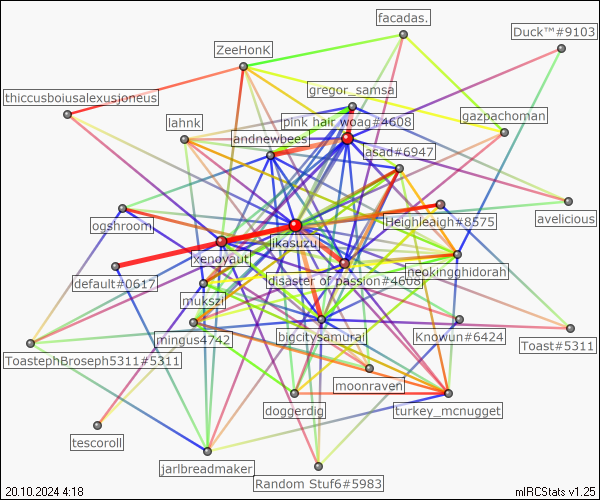 facadas.
Duck™#9103
ZeeHonK
gregor_samsa
thiccusboiusalexusjoneus
gazpachoman
lahnk
pink hair woag#4608
andnewbees
asad#6947
avelicious
ogshroom
Heighleaigh#8575
likasuzu
xenoyaut
neokingghidorah
default#0617
disaster of passion#4608
mukszi
mingus4742
bigcitysamurai
Knowun#6424
Toast#5311
ToastephBroseph5311#5311
moonraven
doggerdig
turkey_mcnugget
tescoroll
jarlbreadmaker
Random Stuf6#5983
20.10.2024 4:18
mIRCStats v1.25